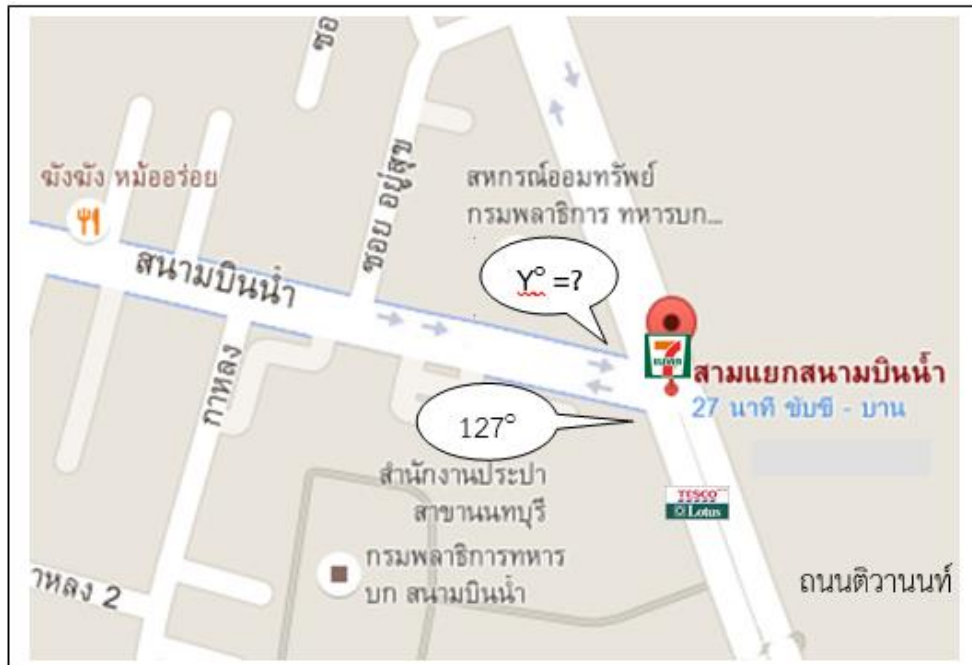 ซอ
ซอย อยู่สุข
ฆังฆัง หม้ออร่อย
สหกรณ์ออมทรัพย์
กรมพลาธิการ ทหารบก...
สนามบินน้ำ
Y° =?
7
สามแยกสนามบินน้ำ
27 นาที ขับขี่ - บาน
กาหลง
127°
สำนักงานประปา
สาขานนทบุรี
TESCO
Lotus
กรมพลาธิการทหาร
บก สนามบินน้ำ
าหลง 2
ถนนติวานนท์